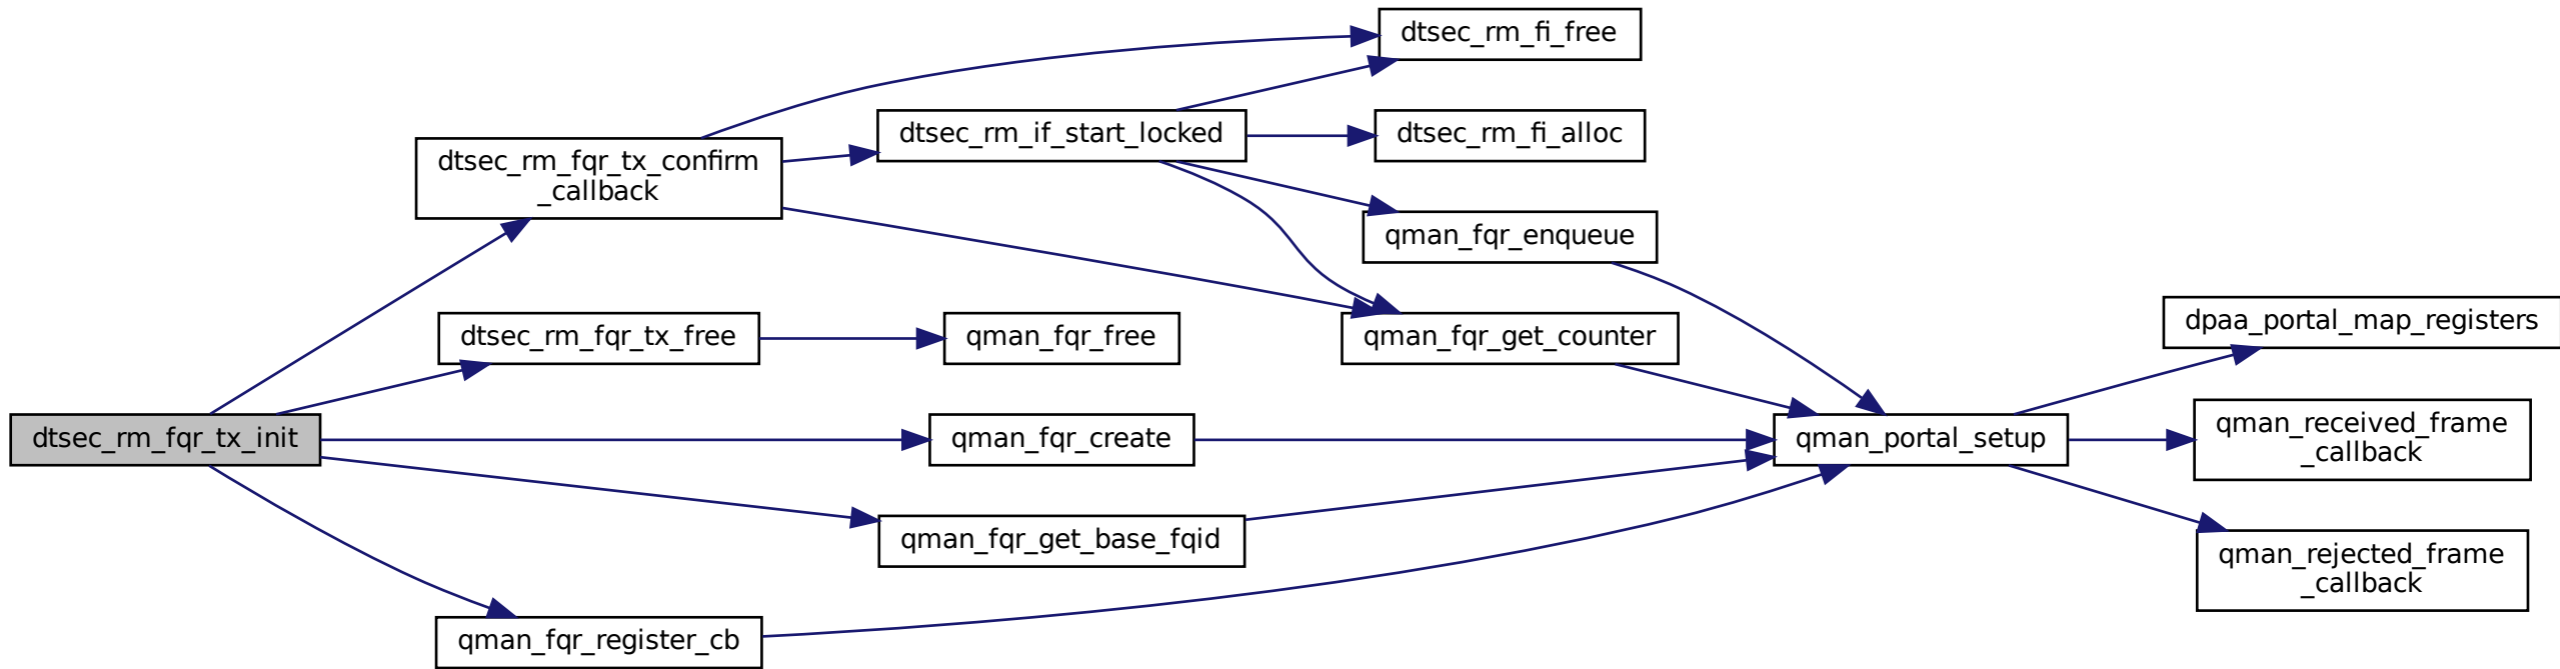 dtsec_rm_fqr_tx_init
dtsec_rm_fqr_tx_confirm
_callback
dtsec_rm_fqr_tx_free
qman_fqr_register_cb
dtsec_rm_if_start_locked
qman_fqr_free
qman_fqr_create
qman_fqr_get_base_fqid
dtsec_rm_fi_free
dtsec_rm_fi_alloc
qman_fqr_enqueue
qman_fqr_get_counter
qman_portal_setup
dpaa_portal_map_registers
qman_received_frame
_callback
qman_rejected_frame
_callback